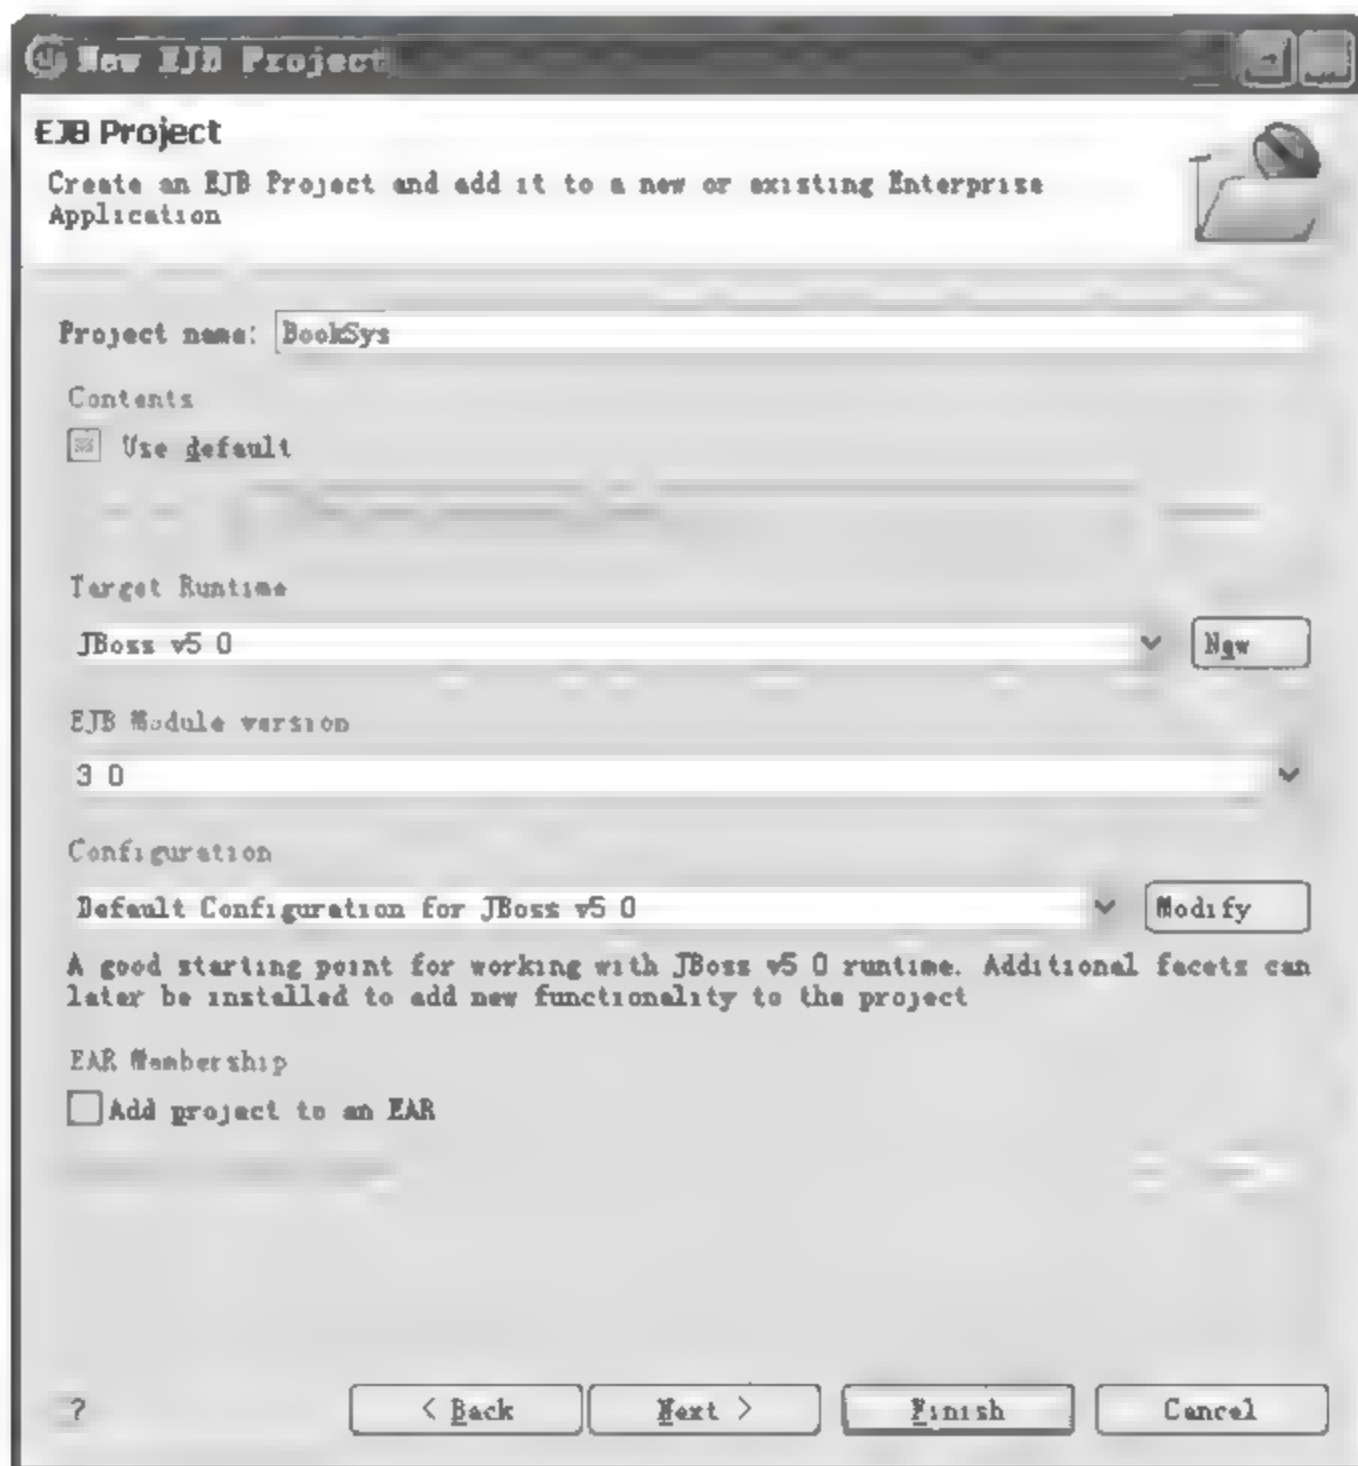 New EJB Project
EJB Project
Create an EJB Project and add it to a new or existing Enterprise
Application
Project name: BookSys
Contents
Use default
Target Runtime
JBoss v5 0
New
EJB Module version
3 0
Configuration
Default Configuration for JBoss v5 0
Modify
A good starting point for working with JBoss v5 0 runtime. Additional facets can
later be installed to add new functionality to the project
EAR Membership
Add project to an EAR
?
< Back
Next >
Finish
Cancel